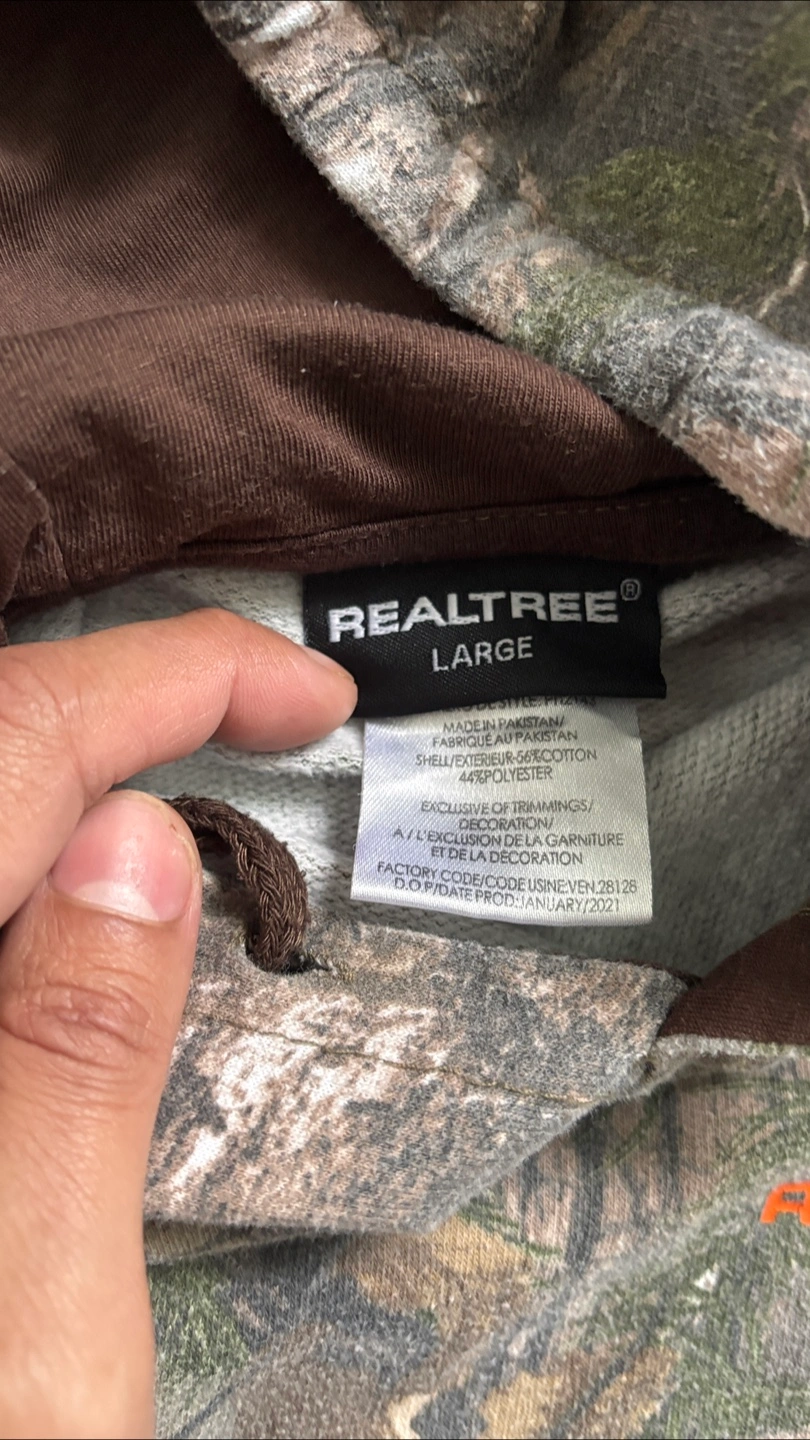 REALTREE®
LARGE
MADE IN PAKISTAN/
FABRIQUÉ AU PAKISTAN
SHELL/EXTERIEUR-56%COTTON
44%POLYESTER
EXCLUSIVE OF TRIMMINGS/
DECORATION/
A / L'EXCLUSION DE LA GARNITURE
ET DE LA DÉCORATION
FACTORY CODE/CODE USINE:VEN.28128
D.O.P/DATE PROD:JANUARY/2021